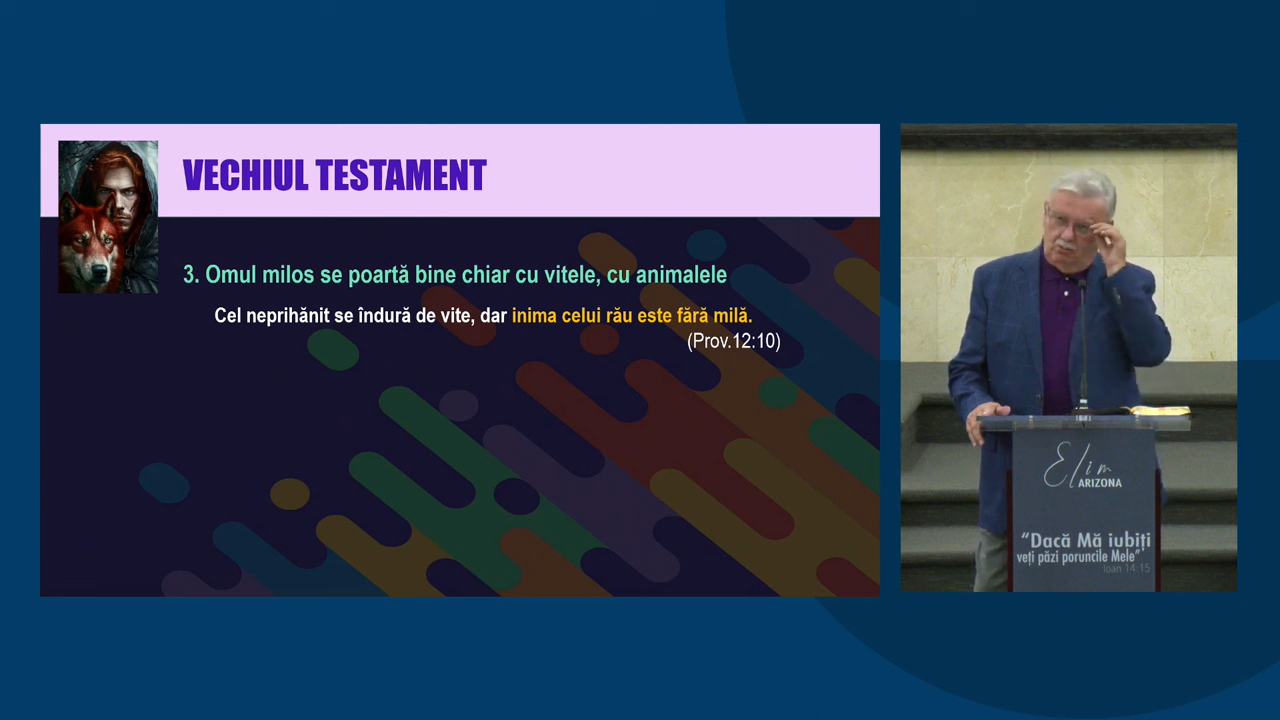 VECHIUL TESTAMENT
3. Omul milos se poartă bine chiar cu vitele, cu animalele
Cel neprihănit se îndură de vite, dar inima celui rău este fără milă.
(Prov.12:10)
Elim
ARIZONA
“Dacă Mă iubiți
veți păzi poruncile Mele”
Ioan 14:15